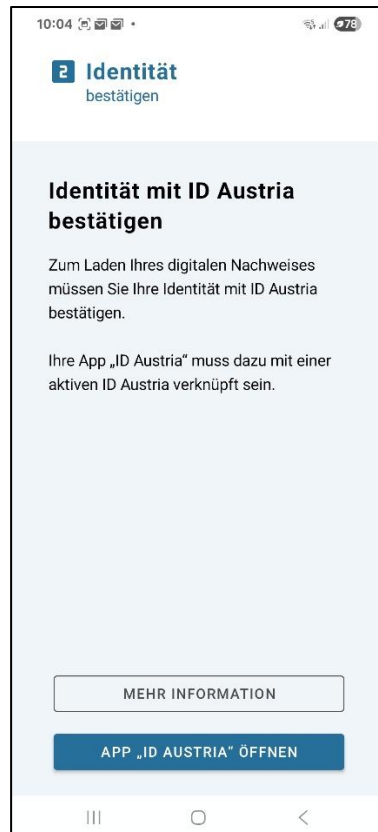 10:04
78
2 Identität
bestätigen
Identität mit ID Austria
bestätigen
Zum Laden Ihres digitalen Nachweises
müssen Sie Ihre Identität mit ID Austria
bestätigen.
Ihre App „ID Austria“ muss dazu mit einer
aktiven ID Austria verknüpft sein.
MEHR INFORMATION
APP „ID AUSTRIA“ ÖFFNEN